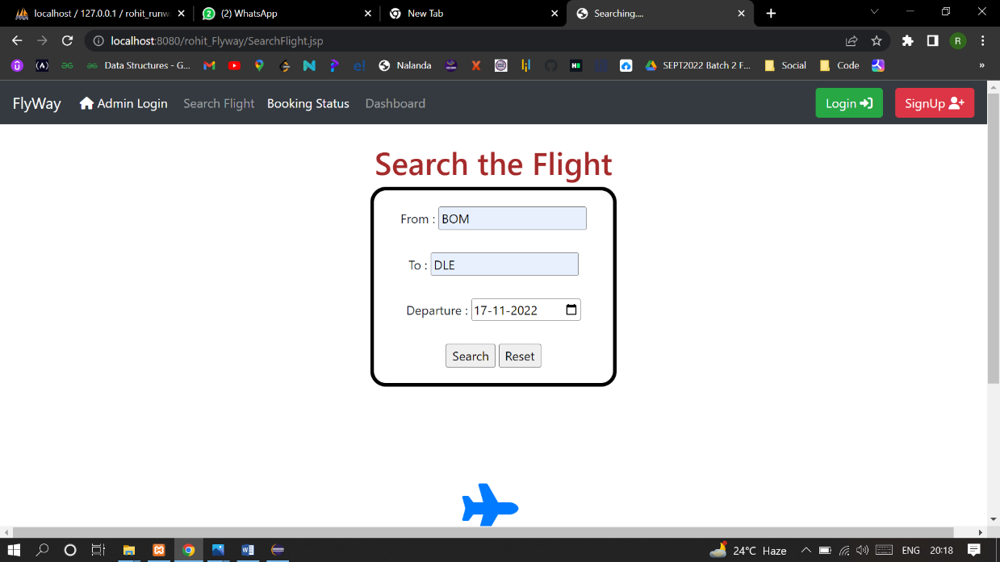 localhost / 127.0.0.1 / rohit_runw
(2) WhatsApp
New Tab
Searching....
localhost:8080/rohit_Flyway/SearchFlight.jsp
R
Data Structures - G...
Nalanda
SEPT2022 Batch 2 F...
Social
Code
»
FlyWay
Admin Login
Search Flight
Booking Status
Dashboard
Login
SignUp
Search the Flight
From : BOM
To : DLE
Departure : 17-11-2022
Search Reset
24°C Haze
ENG
20:18